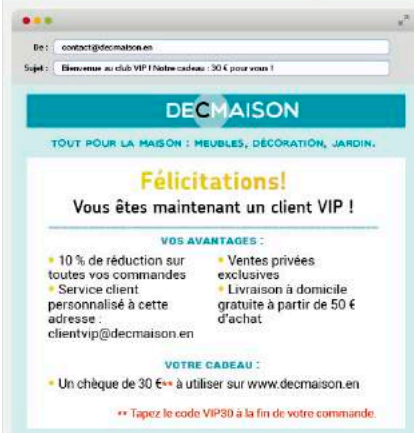 De : contact@decmaison.en
Sujet : Bienvenue au club VIP ! Notre cadeau : 30 € pour vous !
DECMAISON
TOUT POUR LA MAISON : MEUBLES, DÉCORATION, JARDIN.
Félicitations!
Vous êtes maintenant un client VIP !
VOS AVANTAGES :
• 10 % de réduction sur
toutes vos commandes
• Service client
personnalisé à cette
adresse :
clientvip@decmaison.en
• Ventes privées
exclusives
• Livraison à domicile
gratuite à partir de 50 €
d'achat
VOTRE CADEAU :
• Un chèque de 30 €** à utiliser sur www.decmaison.en
** Tapez le code VIP30 à la fin de votre commande.